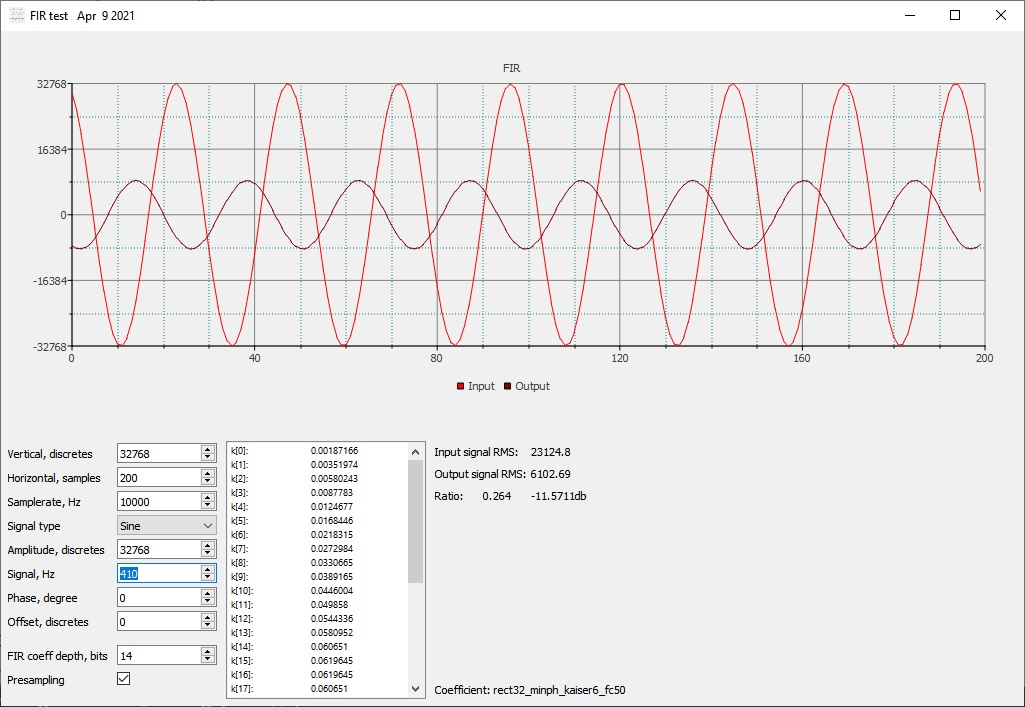 FIR test Apr 9 2021
FIR
32768
16384
0
-16384
-32768
0 40 80 120 160 200
Input Output
Vertical, discretes 32768
Horizontal, samples 200
Samplerate, Hz 10000
Signal type Sine
Amplitude, discretes 32768
Signal, Hz 410
Phase, degree 0
Offset, discretes 0
FIR coeff depth, bits 14
Presampling
k[0]: 0.00187166
k[1]: 0.00351974
k[2]: 0.00580243
k[3]: 0.0087783
k[4]: 0.0124677
k[5]: 0.0168446
k[6]: 0.0218315
k[7]: 0.0272984
k[8]: 0.0330665
k[9]: 0.0389165
k[10]: 0.0446004
k[11]: 0.049858
k[12]: 0.0544336
k[13]: 0.0580952
k[14]: 0.060651
k[15]: 0.0619645
k[16]: 0.0619645
k[17]: 0.060651
Input signal RMS: 23124.8
Output signal RMS: 6102.69
Ratio: 0.264 -11.5711db
Coefficient: rect32_minph_kaiser6_fc50